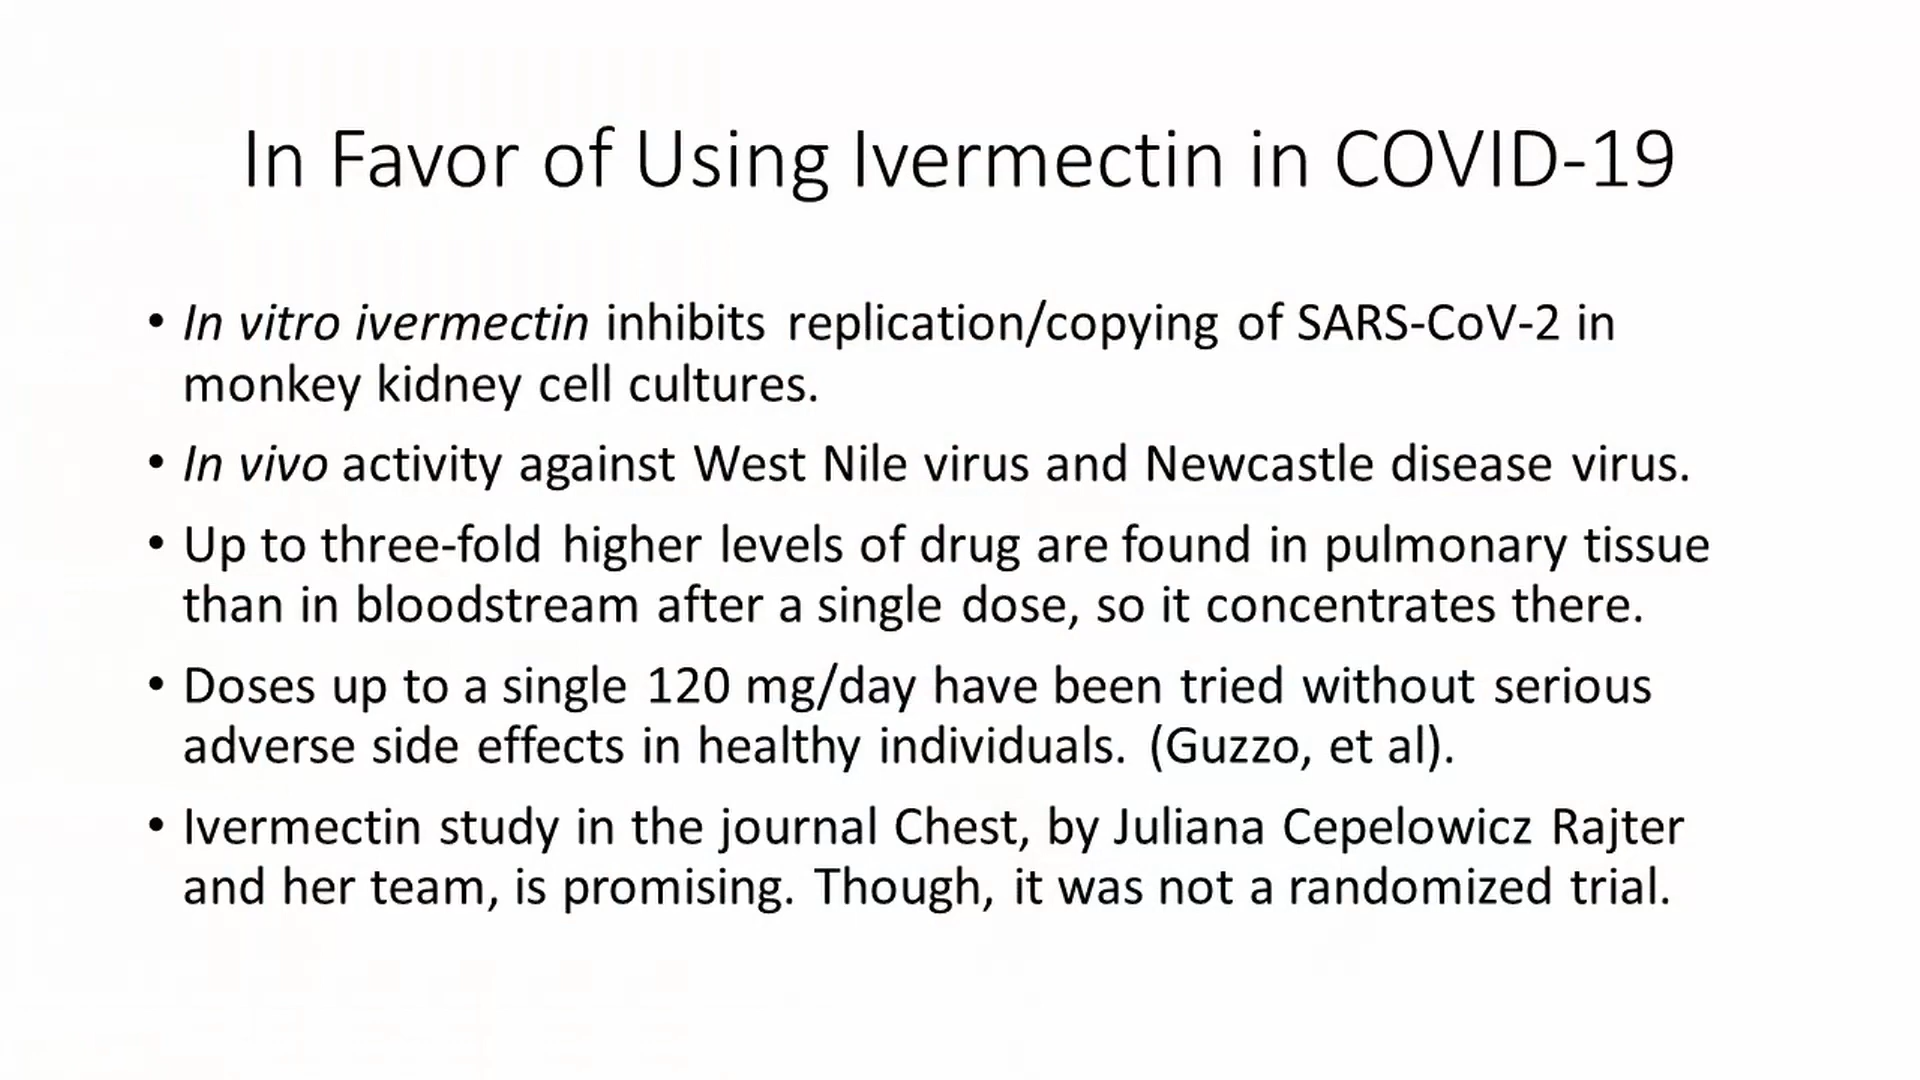 In Favor of Using Ivermectin in COVID-19
• In vitro ivermectin inhibits replication/copying of SARS-CoV-2 in
monkey kidney cell cultures.
• In vivo activity against West Nile virus and Newcastle disease virus.
• Up to three-fold higher levels of drug are found in pulmonary tissue
than in bloodstream after a single dose, so it concentrates there.
• Doses up to a single 120 mg/day have been tried without serious
adverse side effects in healthy individuals. (Guzzo, et al).
• Ivermectin study in the journal Chest, by Juliana Cepelowicz Rajter
and her team, is promising. Though, it was not a randomized trial.